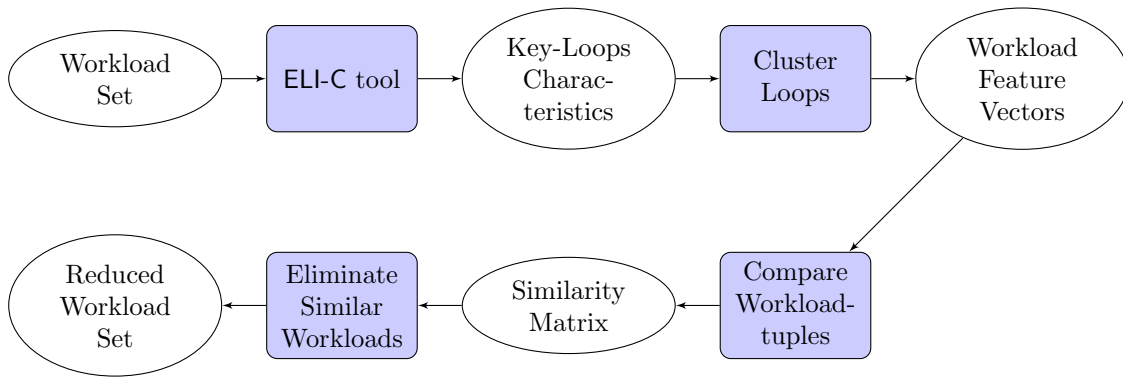 Workload
Set
ELI-C tool
Key-Loops
Charac-
teristics
Cluster
Loops
Workload
Feature
Vectors
Reduced
Workload
Set
Eliminate
Similar
Workloads
Similarity
Matrix
Compare
Workload-
tuples